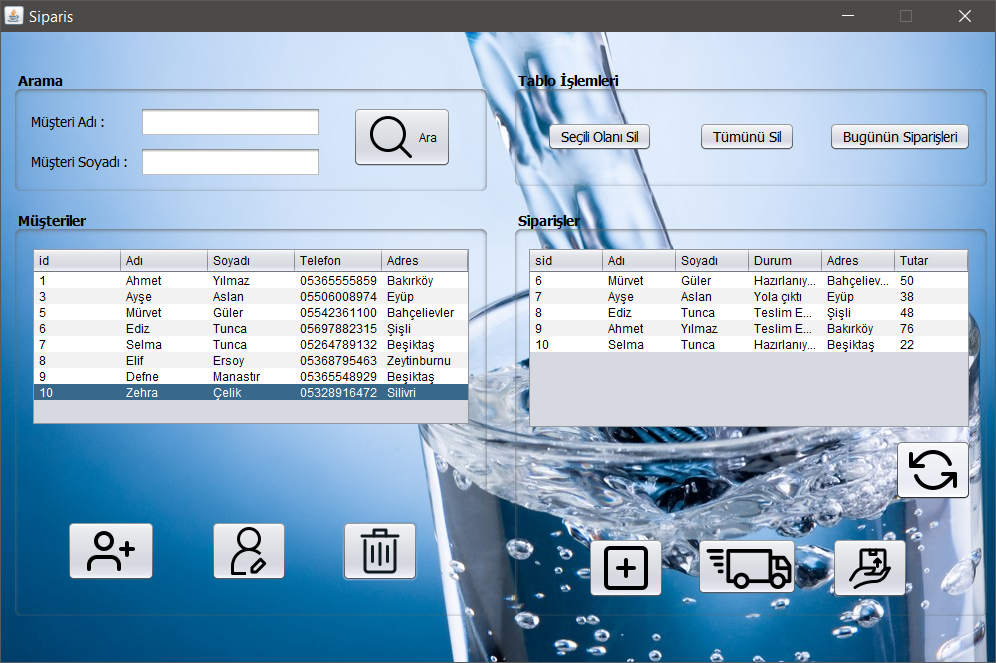 Siparis
Arama
Müşteri Adı :
Müşteri Soyadı :
Ara
Tablo İşlemleri
Seçili Olanı Sil
Tümünü Sil
Bugünün Siparişleri
Müşteriler
id Adı Soyadı Telefon Adres
1 Ahmet Yılmaz 05365555859 Bakırköy
3 Ayşe Aslan 05506008974 Eyüp
5 Mürvet Güler 05542361100 Bahçelievler
6 Ediz Tunca 05697882315 Şişli
7 Selma Tunca 05264789132 Beşiktaş
8 Elif Ersoy 05368795463 Zeytinburnu
9 Defne Manastır 05365548929 Beşiktaş
10 Zehra Çelik 05328916472 Silivri
Siparişler
sid Adı Soyadı Durum Adres Tutar
6 Mürvet Güler Hazırlanıy... Bahçeliev... 50
7 Ayşe Aslan Yola çıktı Eyüp 38
8 Ediz Tunca Teslim E... Şişli 48
9 Ahmet Yılmaz Teslim E... Bakırköy 76
10 Selma Tunca Hazırlanıy... Beşiktaş 22